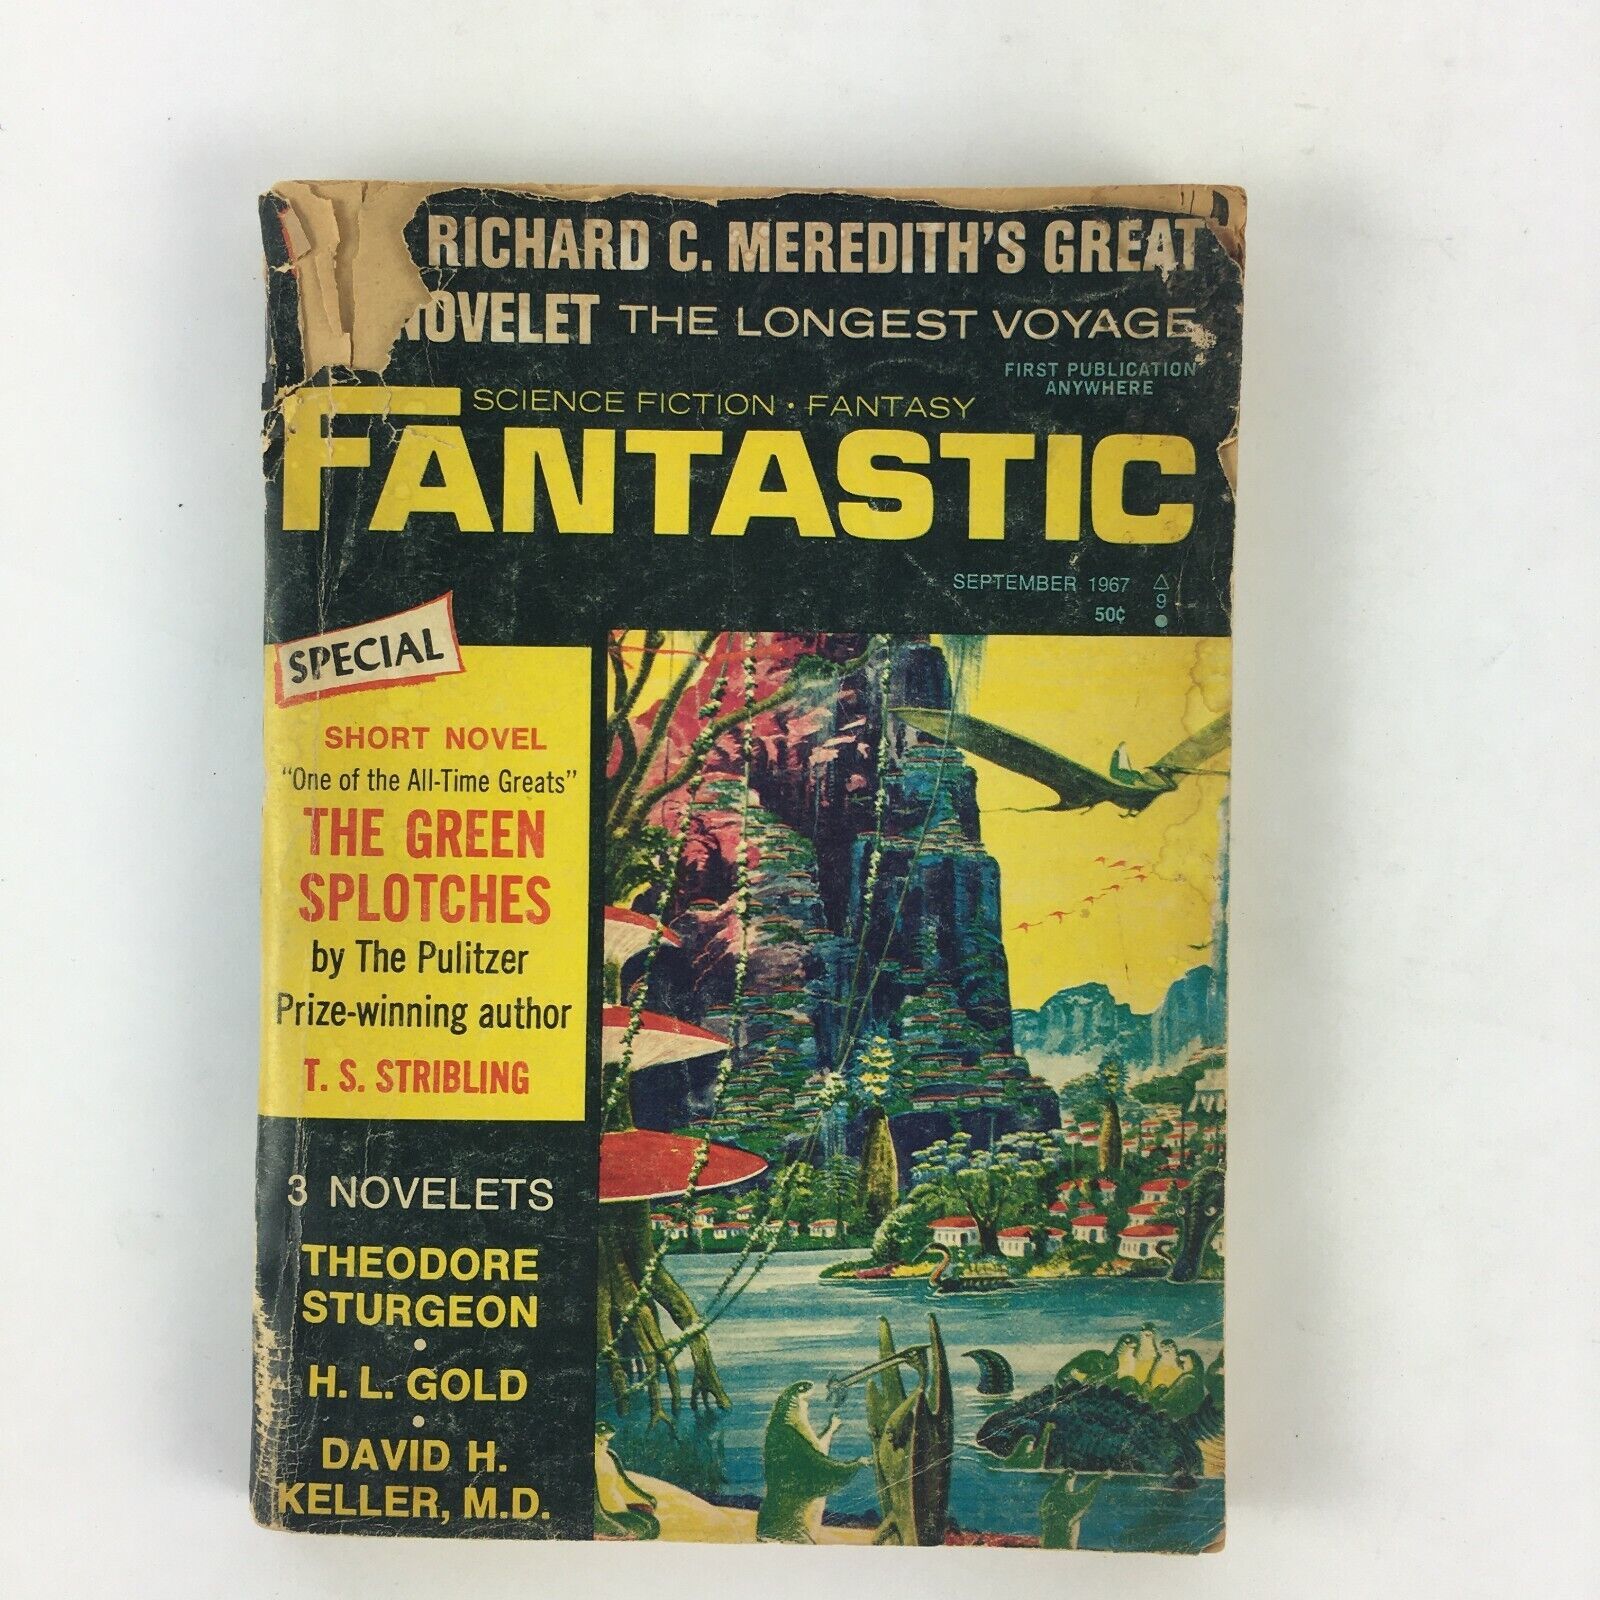 RICHARD C. MEREDITH'S GREAT
NOVELET THE LONGEST VOYAGE
FIRST PUBLICATION
ANYWHERE
SCIENCE FICTION · FANTASY
FANTASTIC
SEPTEMBER 1967
50¢
9
SPECIAL
SHORT NOVEL
"One of the All-Time Greats"
THE GREEN
SPLOTCHES
by The Pulitzer
Prize-winning author
T. S. STRIBLING
3 NOVELETS
THEODORE
STURGEON
•
H. L. GOLD
•
DAVID H.
KELLER, M.D.